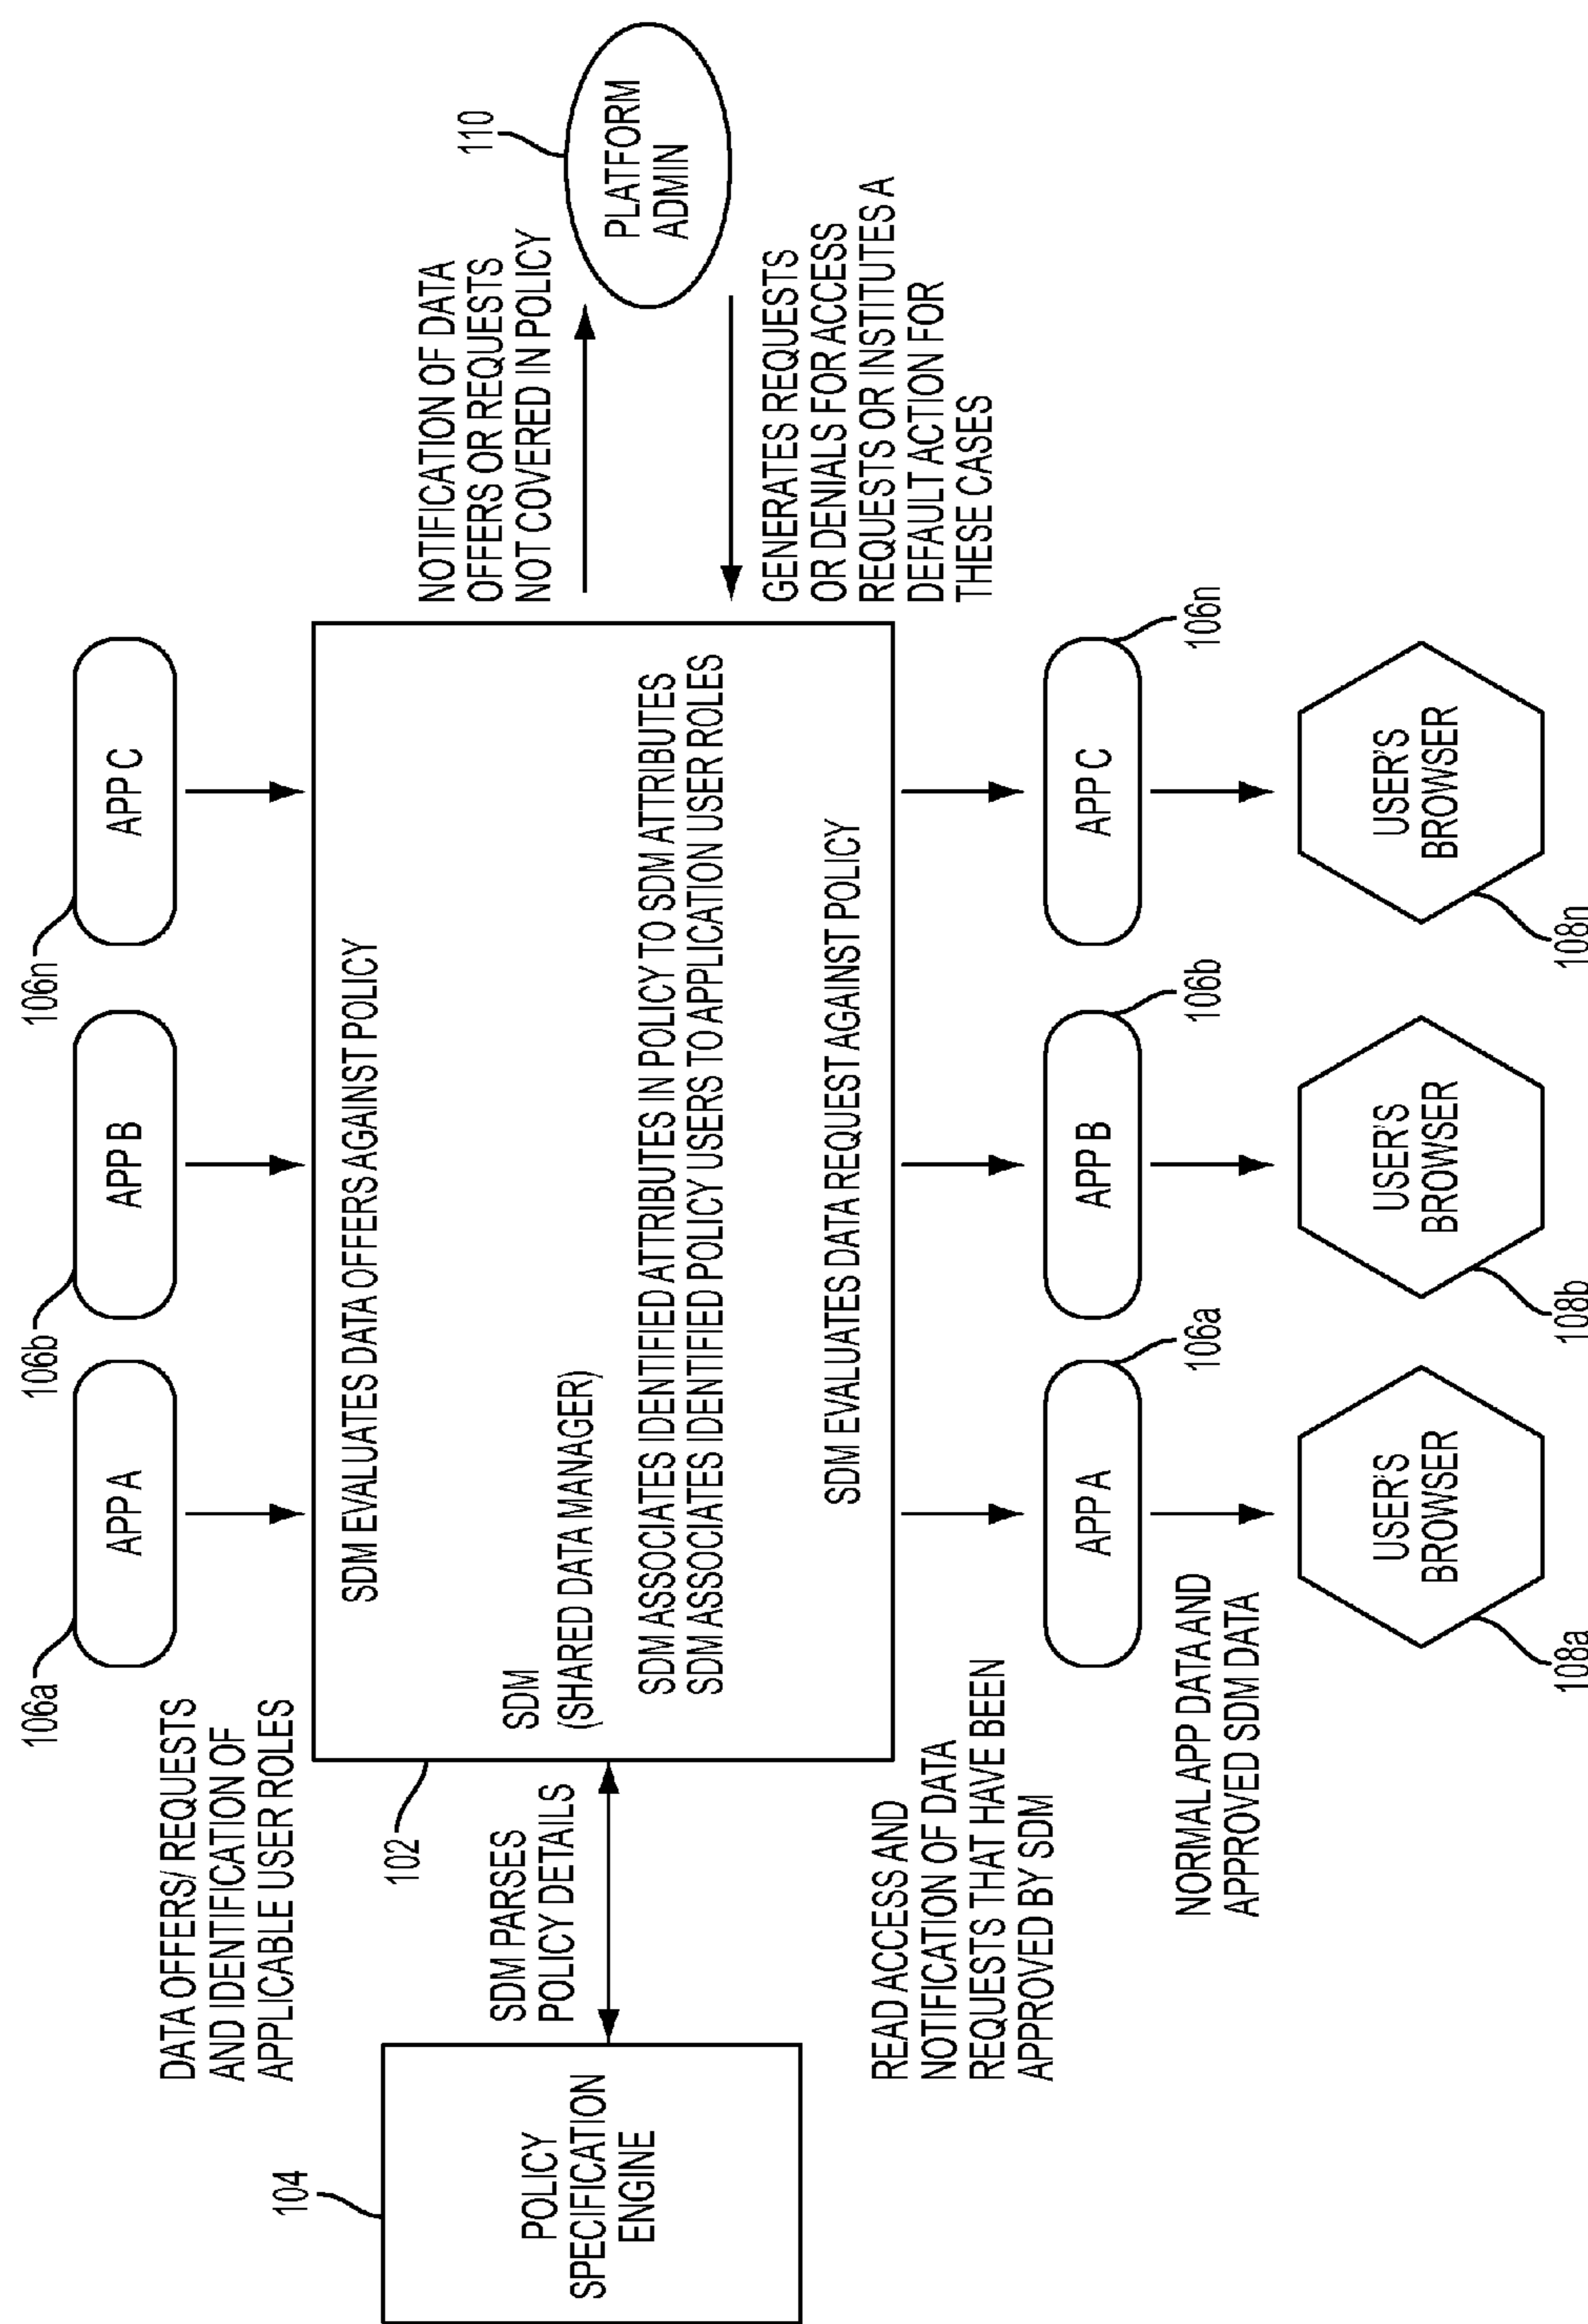 106a
106b
106n
APP A
APP B
APP C
DATA OFFERS/ REQUESTS
AND IDENTIFICATION OF
APPLICABLE USER ROLES
104
POLICY
SPECIFICATION
ENGINE
SDM PARSES
POLICY DETAILS
102
SDM EVALUATES DATA OFFERS AGAINST POLICY
SDM
(SHARED DATA MANAGER)
SDM ASSOCIATES IDENTIFIED ATTRIBUTES IN POLICY TO SDM ATTRIBUTES
SDM ASSOCIATES IDENTIFIED POLICY USERS TO APPLICATION USER ROLES
SDM EVALUATES DATA REQUEST AGAINST POLICY
NOTIFICATION OF DATA
OFFERS OR REQUESTS
NOT COVERED IN POLICY
110
PLATFORM
ADMIN
GENERATES REQUESTS
OR DENIALS FOR ACCESS
REQUESTS OR INSTITUTES A
DEFAULT ACTION FOR
THESE CASES
READ ACCESS AND
NOTIFICATION OF DATA
REQUESTS THAT HAVE BEEN
APPROVED BY SDM
APP A
106a
APP B
106b
APP C
106n
NORMAL APP DATA AND
APPROVED SDM DATA
USER'S
BROWSER
USER'S
BROWSER
USER'S
BROWSER
108a
108b
108n